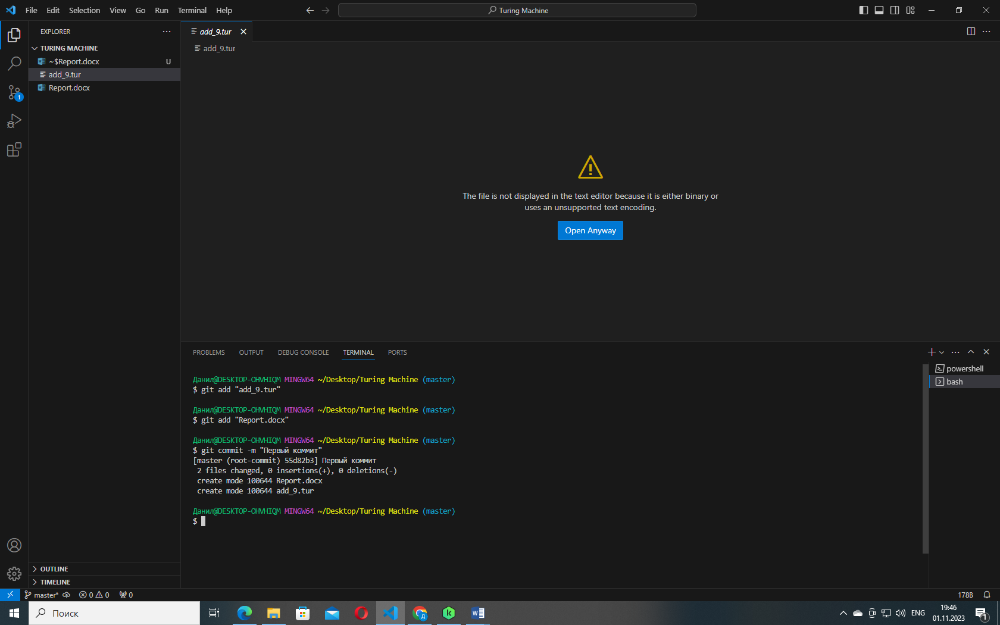 File Edit Selection View Go Run Terminal Help
Turing Machine
EXPLORER
TURING MACHINE
~$Report.docx U
add_9.tur
Report.docx
1
add_9.tur
add_9.tur
The file is not displayed in the text editor because it is either binary or
uses an unsupported text encoding.
Open Anyway
PROBLEMS OUTPUT DEBUG CONSOLE TERMINAL PORTS
powershell
bash
Данил@DESKTOP-OHVHIQM MINGW64 ~/Desktop/Turing Machine (master)
$ git add "add_9.tur"
Данил@DESKTOP-OHVHIQM MINGW64 ~/Desktop/Turing Machine (master)
$ git add "Report.docx"
Данил@DESKTOP-OHVHIQM MINGW64 ~/Desktop/Turing Machine (master)
$ git commit -m "Первый коммит"
[master (root-commit) 55d82b3] Первый коммит
2 files changed, 0 insertions(+), 0 deletions(-)
create mode 100644 Report.docx
create mode 100644 add_9.tur
Данил@DESKTOP-OHVHIQM MINGW64 ~/Desktop/Turing Machine (master)
$
OUTLINE
TIMELINE
master* 0 0 0
178B
Поиск
ENG
19:46
01.11.2023
1